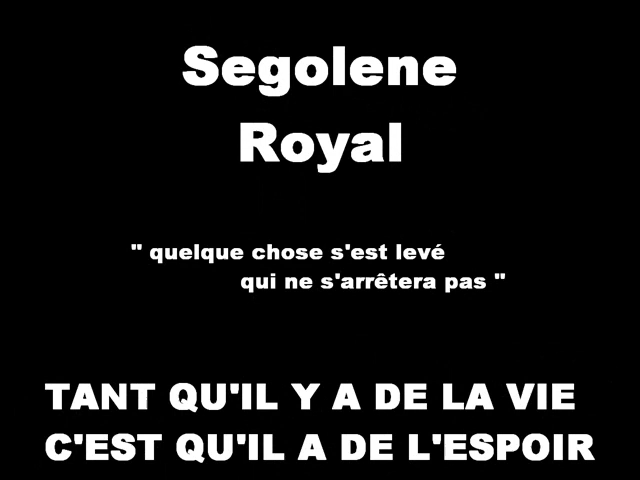 Segolene
Royal
" quelque chose s'est levé
qui ne s'arrêtera pas "
TANT QU'IL Y A DE LA VIE
C'EST QU'IL A DE L'ESPOIR